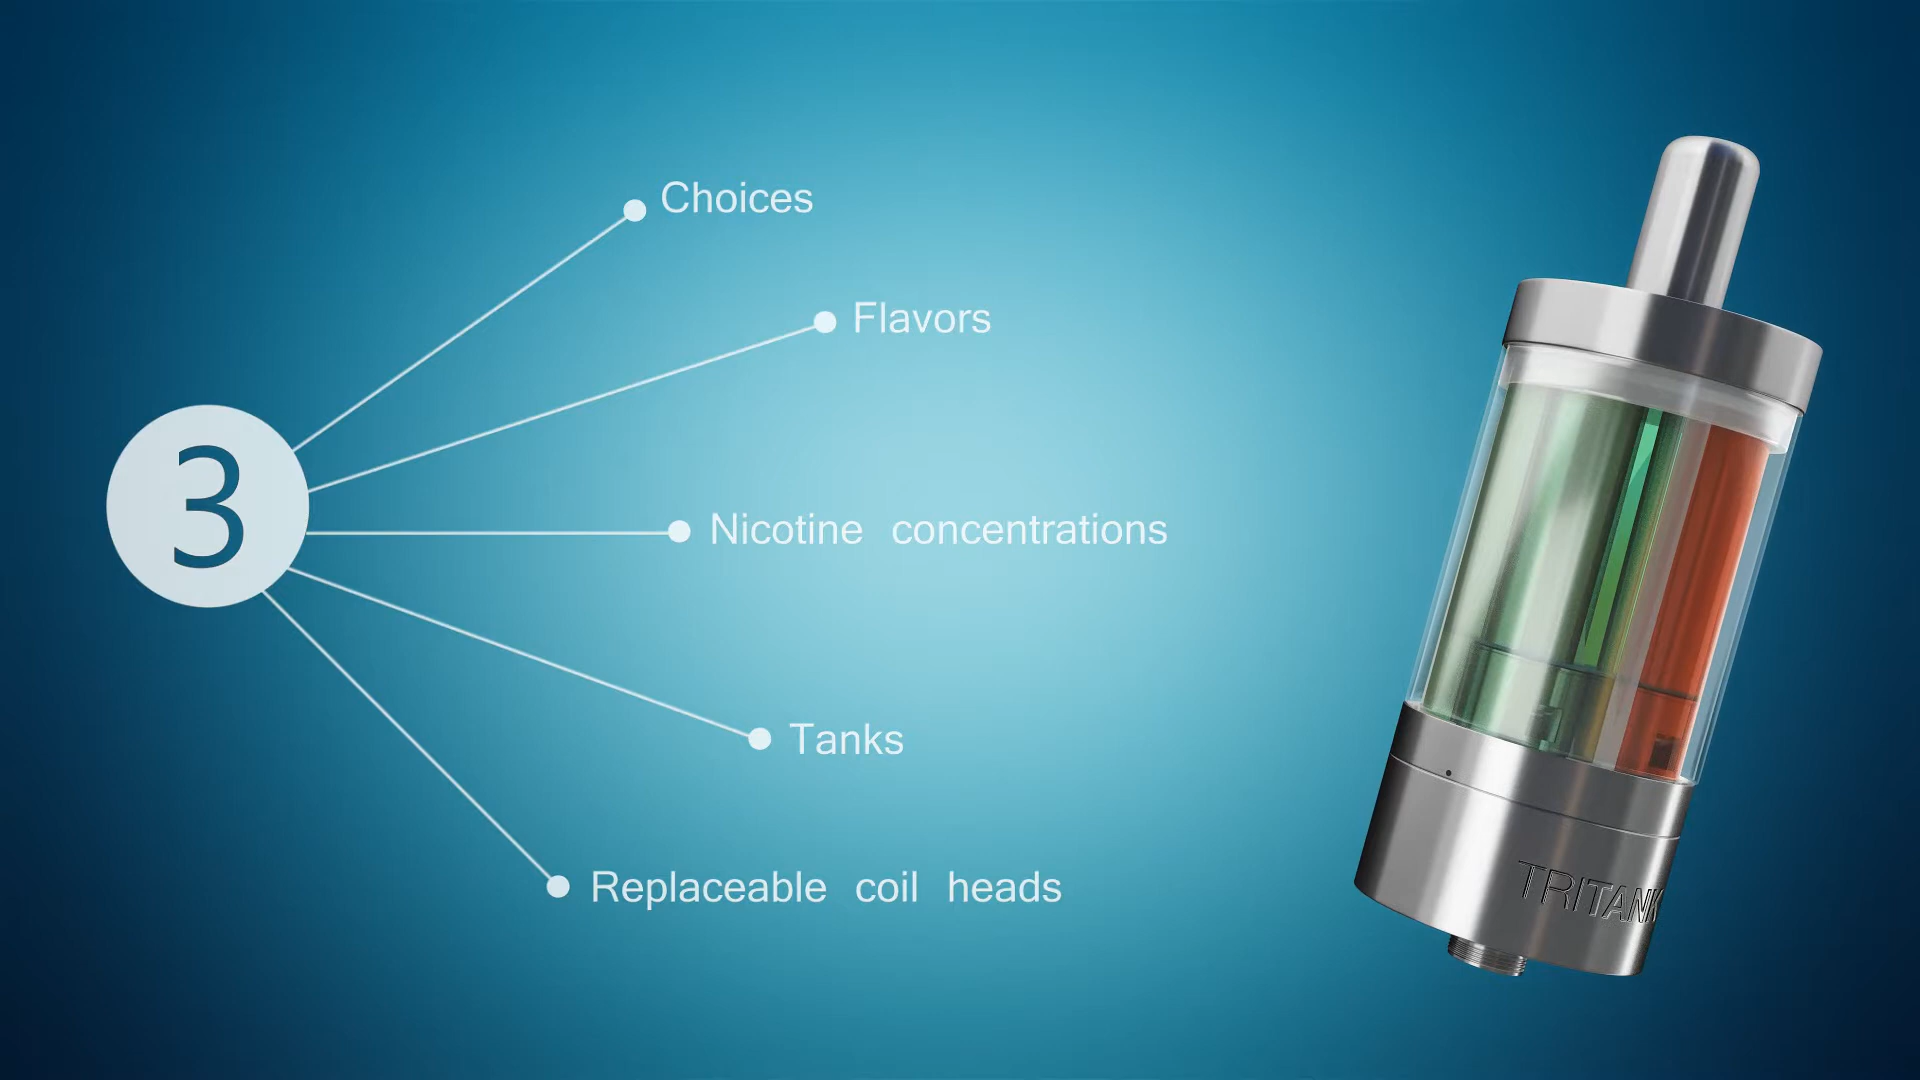 Choices
Flavors
3
Nicotine concentrations
Tanks
Replaceable coil heads
TRITANK